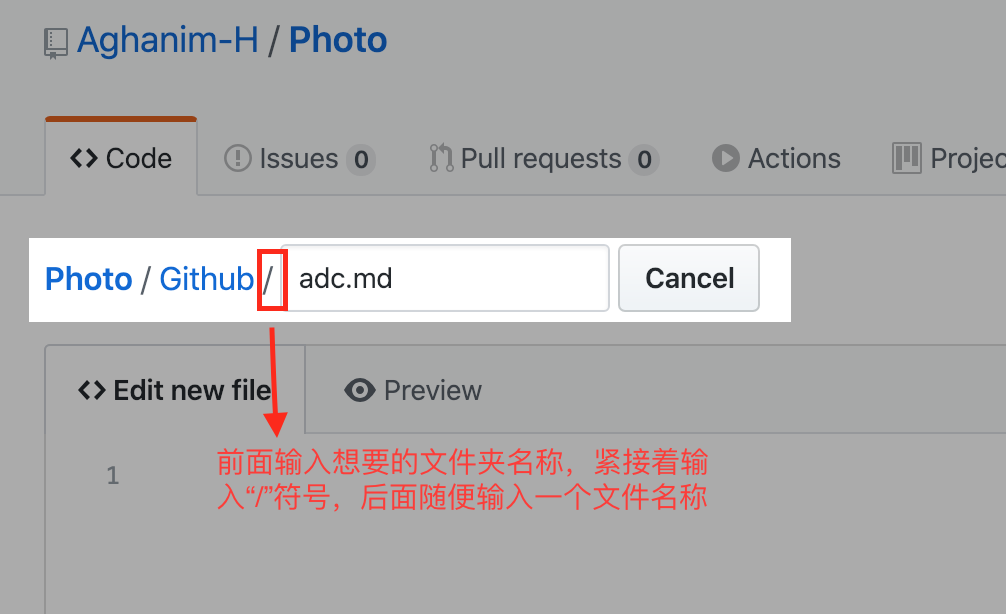 Aghanim-H / Photo
Code Issues 0 Pull requests 0 Actions Projec
Photo / Github / adc.md Cancel
Edit new file Preview
1
前面输入想要的文件夹名称，紧接着输
入“/”符号，后面随便输入一个文件名称